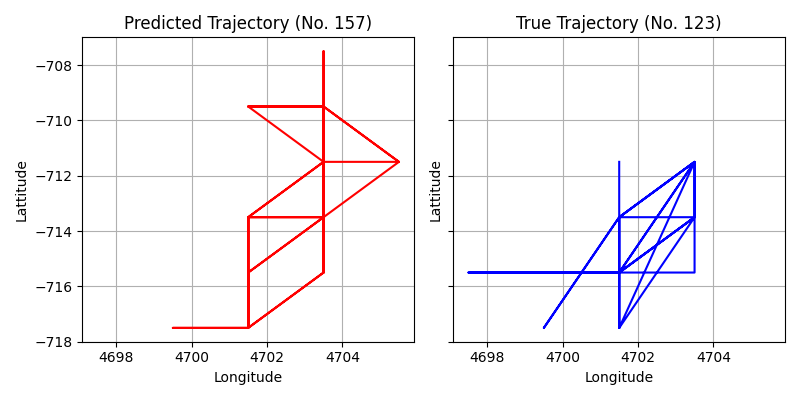 Predicted Trajectory (No. 157)
True Trajectory (No. 123)
−708
−710
−712
−714
−716
−718
Lattitude
4698
4700
4702
4704
Longitude
Lattitude
4698
4700
4702
4704
Longitude